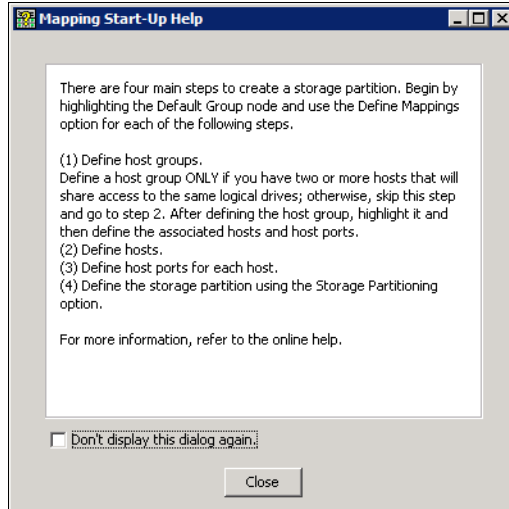 Mapping Start-Up Help
There are four main steps to create a storage partition. Begin by
highlighting the Default Group node and use the Define Mappings
option for each of the following steps.
(1) Define host groups.
Define a host group ONLY if you have two or more hosts that will
share access to the same logical drives; otherwise, skip this step
and go to step 2. After defining the host group, highlight it and
then define the associated hosts and host ports.
(2) Define hosts.
(3) Define host ports for each host.
(4) Define the storage partition using the Storage Partitioning
option.
For more information, refer to the online help.
Don't display this dialog again.
Close